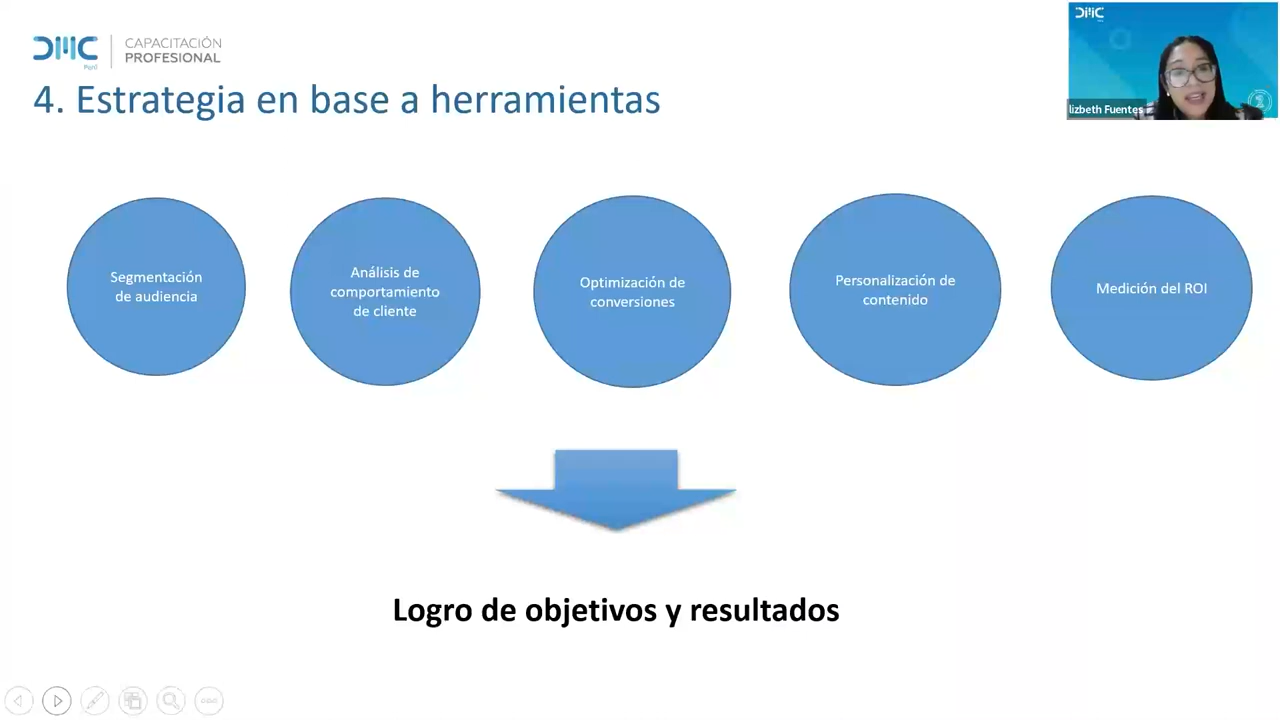 DMC
Perú
CAPACITACIÓN
PROFESIONAL
4. Estrategia en base a herramientas
DMC
lizbeth Fuentes
Segmentación
de audiencia
Análisis de
comportamiento
de cliente
Optimización de
conversiones
Personalización de
contenido
Medición del ROI
Logro de objetivos y resultados